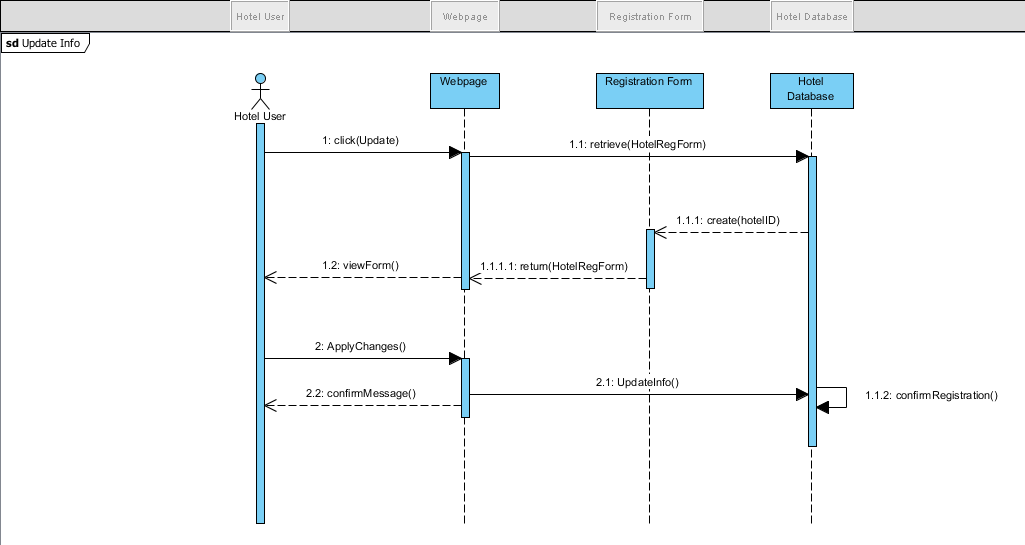 Hotel User
Webpage
Registration Form
Hotel Database
sd Update Info
Hotel User
Webpage
Registration Form
Hotel
Database
1: click(Update)
1.1: retrieve(HotelRegForm)
1.1.1: create(hotelID)
1.2: viewForm()
1.1.1.1: return(HotelRegForm)
2: ApplyChanges()
2.1: UpdateInfo()
2.2: confirmMessage()
1.1.2: confirmRegistration()